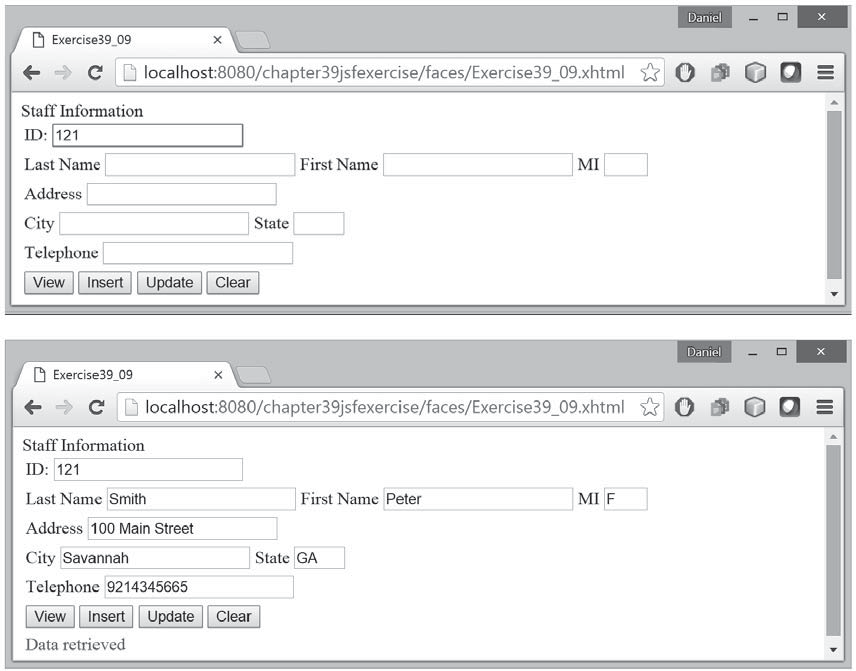 Daniel
Exercise39_09
localhost:8080/chapter39jsfexercise/faces/Exercise39_09.xhtml
Staff Information
ID: 121
Last Name First Name MI
Address
City State
Telephone
View Insert Update Clear
Daniel
Exercise39_09
localhost:8080/chapter39jsfexercise/faces/Exercise39_09.xhtml
Staff Information
ID: 121
Last Name Smith First Name Peter MI F
Address 100 Main Street
City Savannah State GA
Telephone 9214345665
View Insert Update Clear
Data retrieved